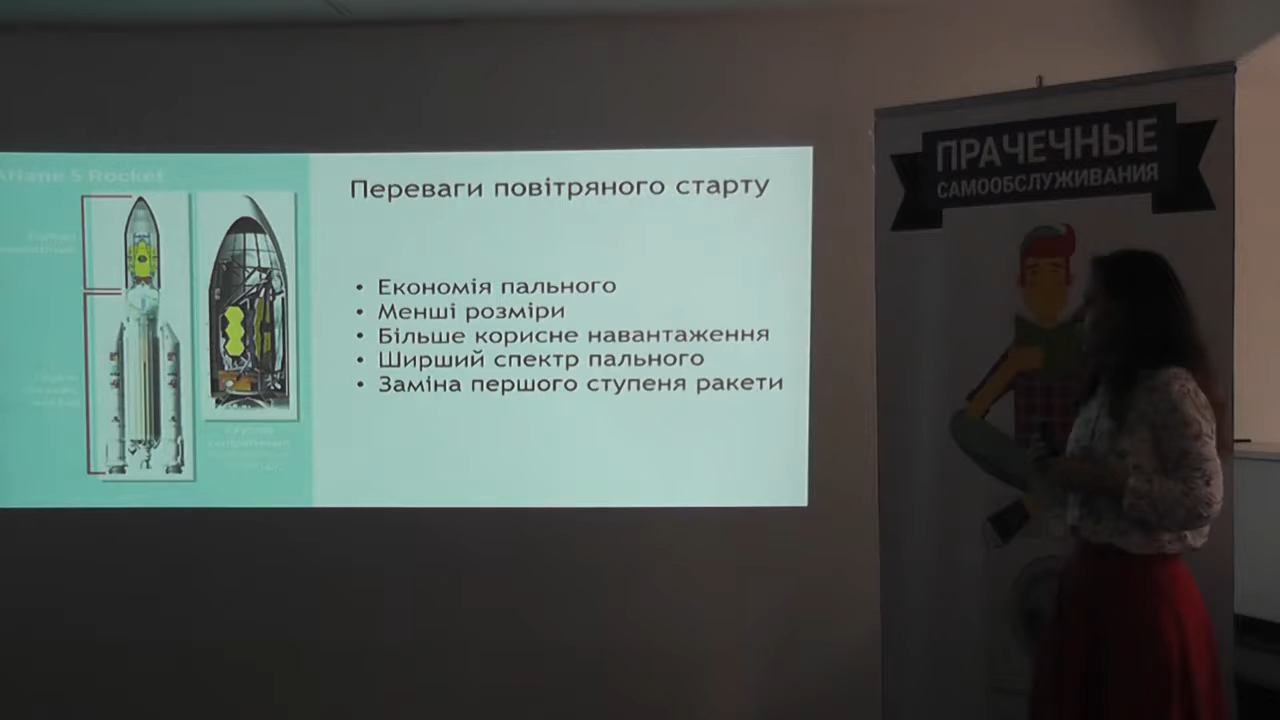 Ariane 5 Rocket
Переваги повітряного старту
• Економія пального
• Менші розміри
• Більше корисне навантаження
• Ширший спектр пального
• Заміна першого ступеня ракети
ПРАЧЕЧНЫЕ
САМООБСЛУЖИВАНИЯ